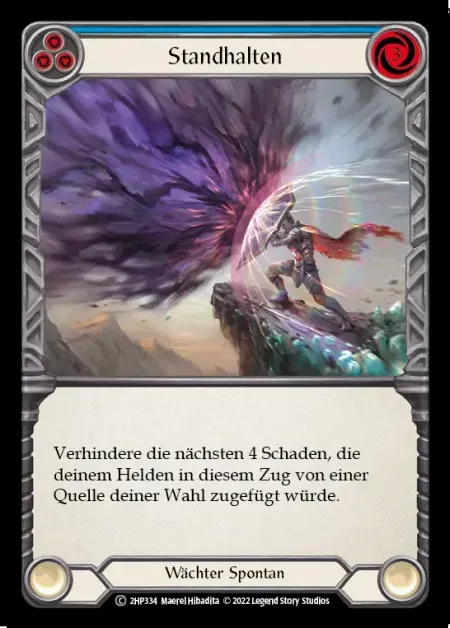 Standhalten
3
Verhindere die nächsten 4 Schaden, die
deinem Helden in diesem Zug von einer
Quelle deiner Wahl zugefügt würde.
Wächter Spontan
C 2HP334 Maerel Hibadita © 2022 Legend Story Studios